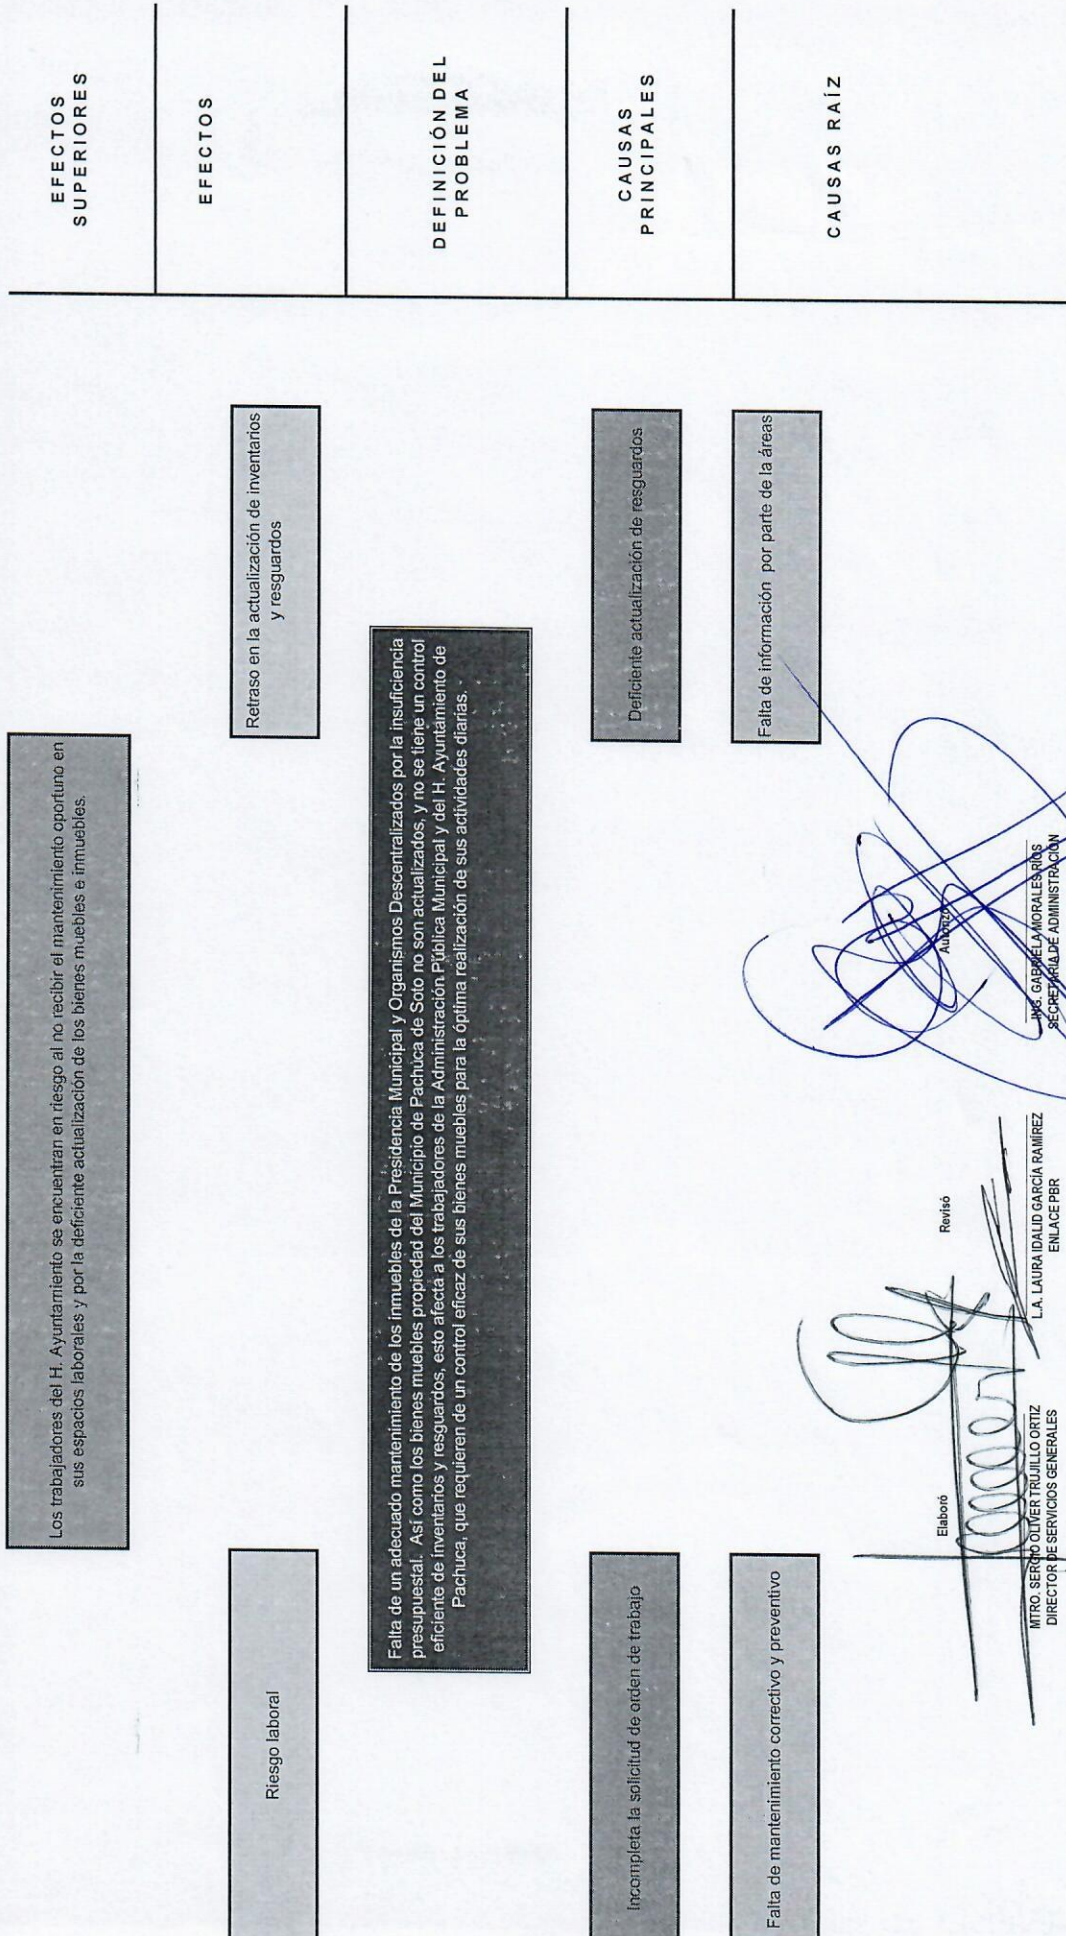 Los trabajadores del H. Ayuntamiento se encuentran en riesgo al no recibir el mantenimiento oportuno en
sus espacios laborales y por la deficiente actualización de los bienes muebles e inmuebles.
EFECTOS
SUPERIORES
Riesgo laboral
Retraso en la actualización de inventarios
y resguardos
EFECTOS
Falta de un adecuado mantenimiento de los inmuebles de la Presidencia Municipal y Organismos Descentralizados por la insuficiencia
presupuestal. Así como los bienes muebles propiedad del Municipio de Pachuca de Soto no son actualizados, y no se tiene un control
eficiente de inventarios y resguardos, esto afecta a los trabajadores de la Administración Pública Municipal y del H. Ayuntamiento de
Pachuca, que requieren de un control eficaz de sus bienes muebles para la óptima realización de sus actividades diarias.
DEFINICIÓN DEL
PROBLEMA
Incompleta la solicitud de orden de trabajo
Deficiente actualización de resguardos
CAUSAS
PRINCIPALES
Falta de mantenimiento correctivo y preventivo
Falta de información por parte de la áreas
CAUSAS RAÍZ
Elaboró
MTRO. SERGIO OLIVER TRUJILLO ORTIZ
DIRECTOR DE SERVICIOS GENERALES
Revisó
L.A. LAURA IDALID GARCÍA RAMÍREZ
ENLACE PBR
Autorizó
ING. GABRIELA MORALES RIOS
SECRETARIA DE ADMINISTRACIÓN